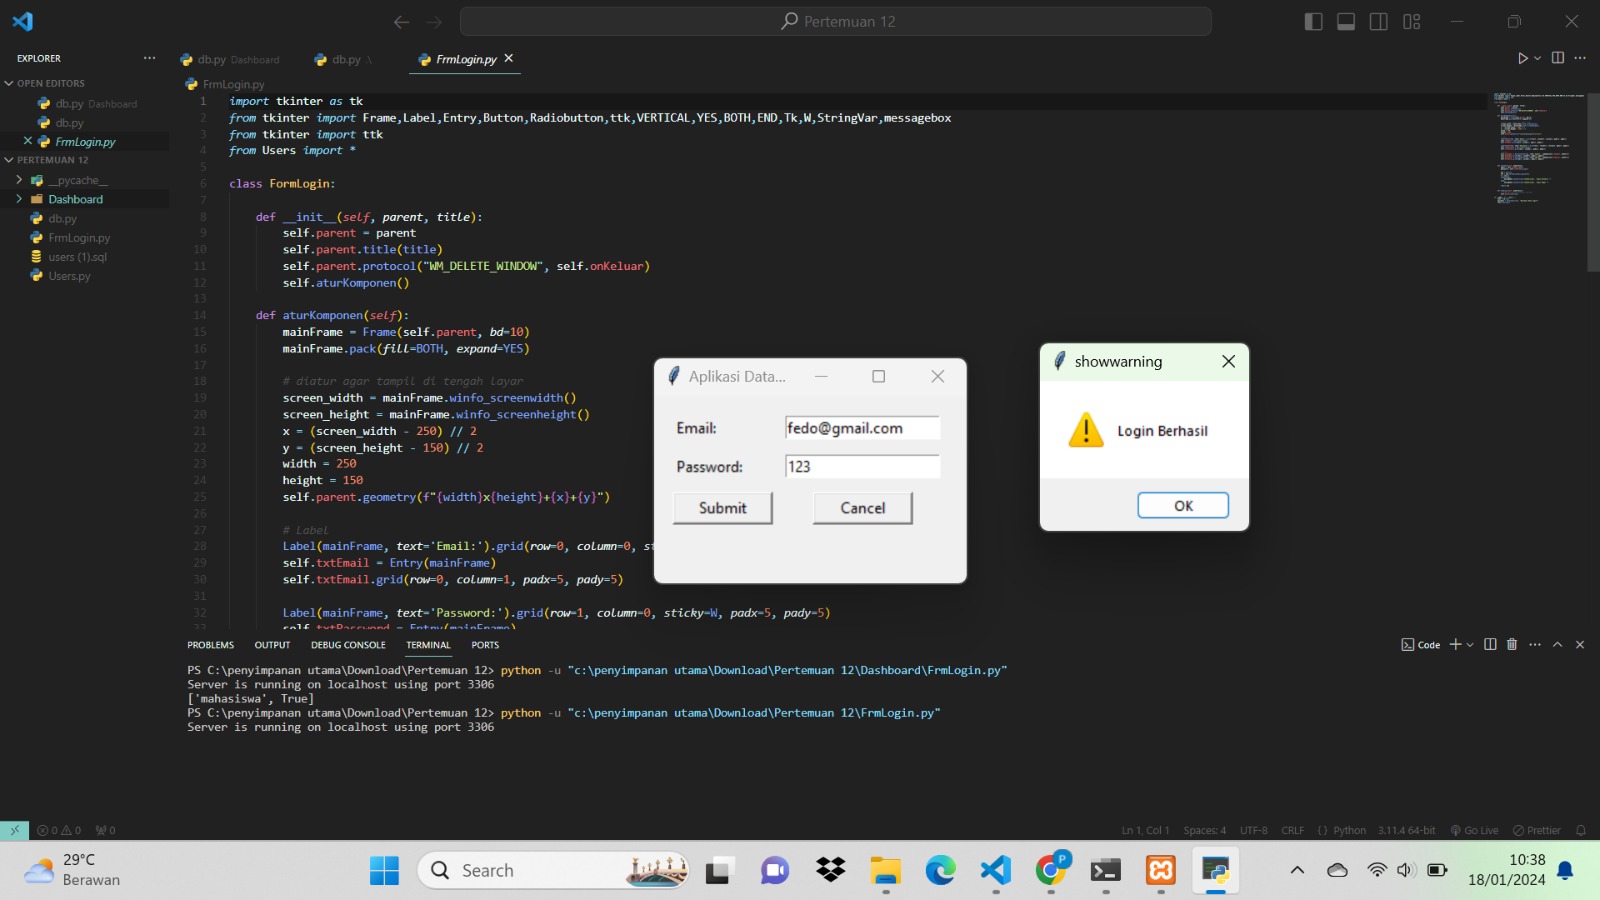 Pertemuan 12
EXPLORER
OPEN EDITORS
db.py Dashboard
db.py
FrmLogin.py
PERTEMUAN 12
__pycache__
Dashboard
db.py
FrmLogin.py
users (1).sql
Users.py
db.py Dashboard
db.py .\
FrmLogin.py
FrmLogin.py
1 import tkinter as tk
2 from tkinter import Frame,Label,Entry,Button,Radiobutton,ttk,VERTICAL,YES,BOTH,END,Tk,W,StringVar,messagebox
3 from tkinter import ttk
4 from Users import *
5
6 class FormLogin:
7
8 def __init__(self, parent, title):
9 self.parent = parent
10 self.parent.title(title)
11 self.parent.protocol("WM_DELETE_WINDOW", self.onKeluar)
12 self.aturKomponen()
13
14 def aturKomponen(self):
15 mainFrame = Frame(self.parent, bd=10)
16 mainFrame.pack(fill=BOTH, expand=YES)
17
18 # diatur agar tampil di tengah layar
19 screen_width = mainFrame.winfo_screenwidth()
20 screen_height = mainFrame.winfo_screenheight()
21 x = (screen_width - 250) // 2
22 y = (screen_height - 150) // 2
23 width = 250
24 height = 150
25 self.parent.geometry(f"{width}x{height}+{x}+{y}")
26
27 # Label
28 Label(mainFrame, text='Email:').grid(row=0, column=0, st
29 self.txtEmail = Entry(mainFrame)
30 self.txtEmail.grid(row=0, column=1, padx=5, pady=5)
31
32 Label(mainFrame, text='Password:').grid(row=1, column=0, sticky=W, padx=5, pady=5)
33 self.txtPassword = Entry(mainFrame)
Aplikasi Data...
Email:
fedo@gmail.com
Password:
123
Submit
Cancel
showwarning
Login Berhasil
OK
PROBLEMS OUTPUT DEBUG CONSOLE TERMINAL PORTS
Code
PS C:\penyimpanan utama\Download\Pertemuan 12> python -u "c:\penyimpanan utama\Download\Pertemuan 12\Dashboard\FrmLogin.py"
Server is running on localhost using port 3306
['mahasiswa', True]
PS C:\penyimpanan utama\Download\Pertemuan 12> python -u "c:\penyimpanan utama\Download\Pertemuan 12\FrmLogin.py"
Server is running on localhost using port 3306
0 0 0
Ln 1, Col 1 Spaces: 4 UTF-8 CRLF {} Python 3.11.4 64-bit Go Live Prettier
29°C
Berawan
Search
P
10:38
18/01/2024